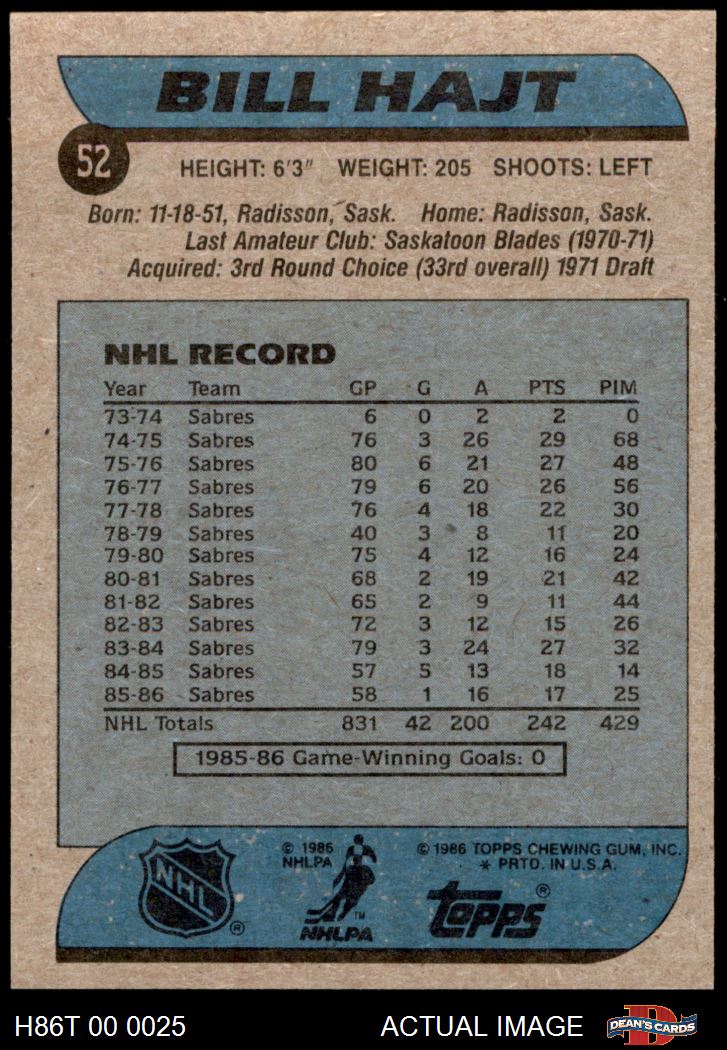 BILL HAJT
52
HEIGHT: 6'3" WEIGHT: 205 SHOOTS: LEFT
Born: 11-18-51, Radisson, Sask. Home: Radisson, Sask.
Last Amateur Club: Saskatoon Blades (1970-71)
Acquired: 3rd Round Choice (33rd overall) 1971 Draft
NHL RECORD
Year Team GP G A PTS PIM
73-74 Sabres 6 0 2 2 0
74-75 Sabres 76 3 26 29 68
75-76 Sabres 80 6 21 27 48
76-77 Sabres 79 6 20 26 56
77-78 Sabres 76 4 18 22 30
78-79 Sabres 40 3 8 11 20
79-80 Sabres 75 4 12 16 24
80-81 Sabres 68 2 19 21 42
81-82 Sabres 65 2 9 11 44
82-83 Sabres 72 3 12 15 26
83-84 Sabres 79 3 24 27 32
84-85 Sabres 57 5 13 18 14
85-86 Sabres 58 1 16 17 25
NHL Totals 831 42 200 242 429
1985-86 Game-Winning Goals: 0
NHL ®
© 1986
NHLPA
TM
NHLPA
© 1986 TOPPS CHEWING GUM, INC.
* PRTD. IN U.S.A.
topps ®
H86T 00 0025 ACTUAL IMAGE
D
DEAN'S CARDS